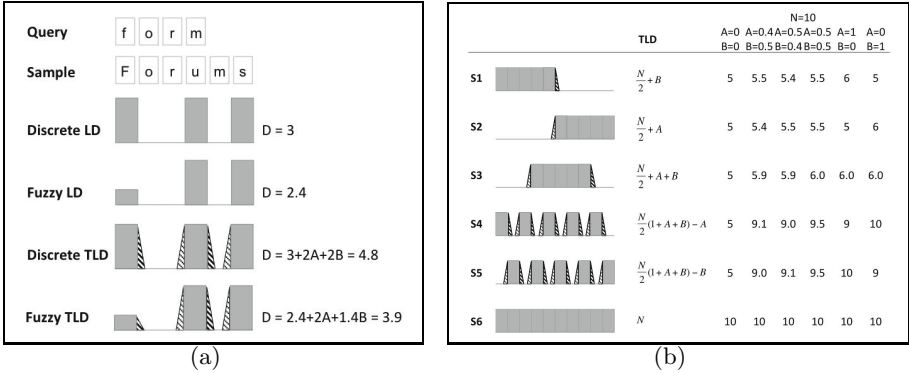 Query f o r m
Sample F o r u m s
Discrete LD D = 3
Fuzzy LD D = 2.4
Discrete TLD D = 3+2A+2B = 4.8
Fuzzy TLD D = 2.4+2A+1.4B = 3.9
(a)
N=10
A=0 A=0.4 A=0.5 A=0.5 A=1 A=0
TLD B=0 B=0.5 B=0.4 B=0.5 B=0 B=1
S1 N/2 + B 5 5.5 5.4 5.5 6 5
S2 N/2 + A 5 5.4 5.5 5.5 5 6
S3 N/2 + A + B 5 5.9 5.9 6.0 6.0 6.0
S4 N/2 (1 + A + B) − A 5 9.1 9.0 9.5 9 10
S5 N/2 (1 + A + B) − B 5 9.0 9.1 9.5 10 9
S6 N 10 10 10 10 10 10
(b)